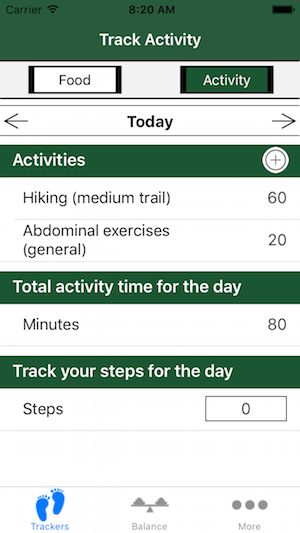 Carrier 8:20 AM
Track Activity
Food Activity
Today
Activities
Hiking (medium trail) 60
Abdominal exercises
(general) 20
Total activity time for the day
Minutes 80
Track your steps for the day
Steps 0
Trackers Balance More